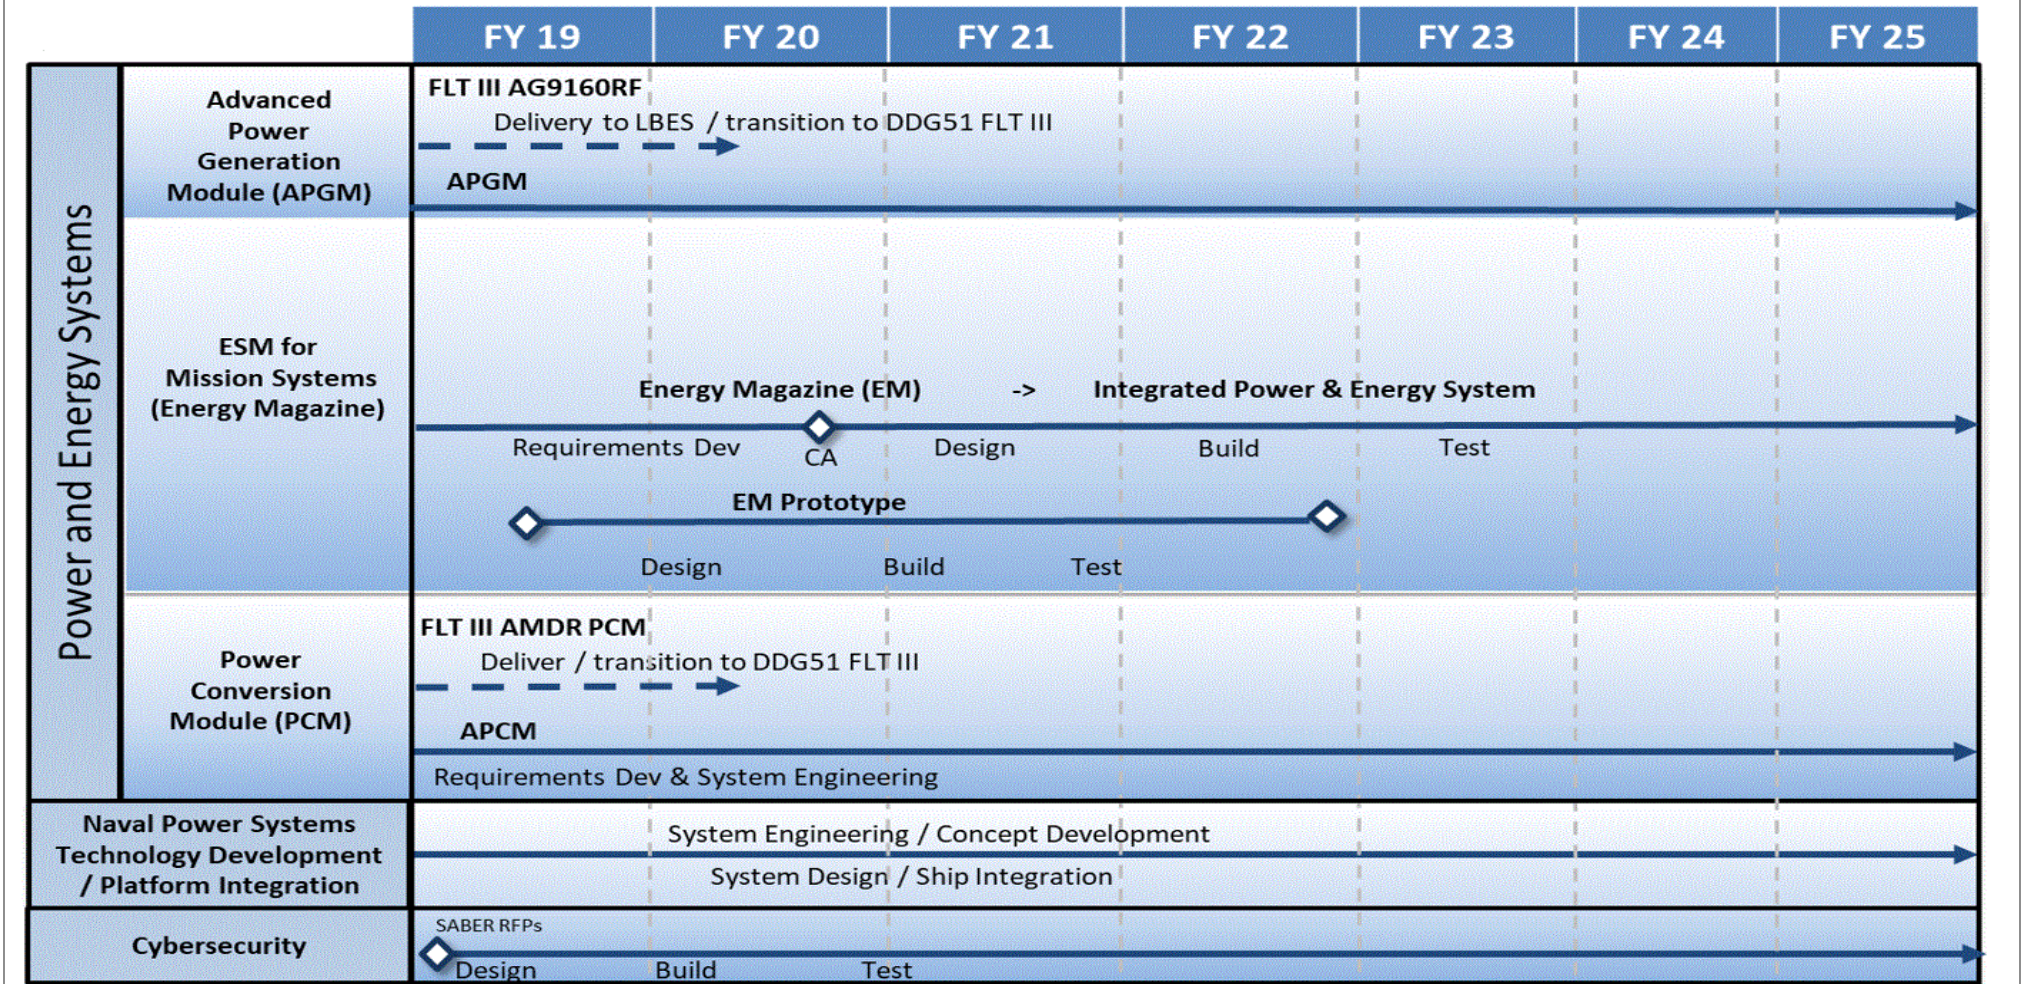 FY 19 FY 20 FY 21 FY 22 FY 23 FY 24 FY 25
Power and Energy Systems
Advanced
Power
Generation
Module (APGM)
FLT III AG9160RF
Delivery to LBES / transition to DDG51 FLT III
APGM
ESM for
Mission Systems
(Energy Magazine)
Energy Magazine (EM) -> Integrated Power & Energy System
Requirements Dev CA Design Build Test
EM Prototype
Design Build Test
Power
Conversion
Module (PCM)
FLT III AMDR PCM
Deliver / transition to DDG51 FLT III
APCM
Requirements Dev & System Engineering
Naval Power Systems
Technology Development
/ Platform Integration
System Engineering / Concept Development
System Design / Ship Integration
Cybersecurity
SABER RFPs
Design Build Test